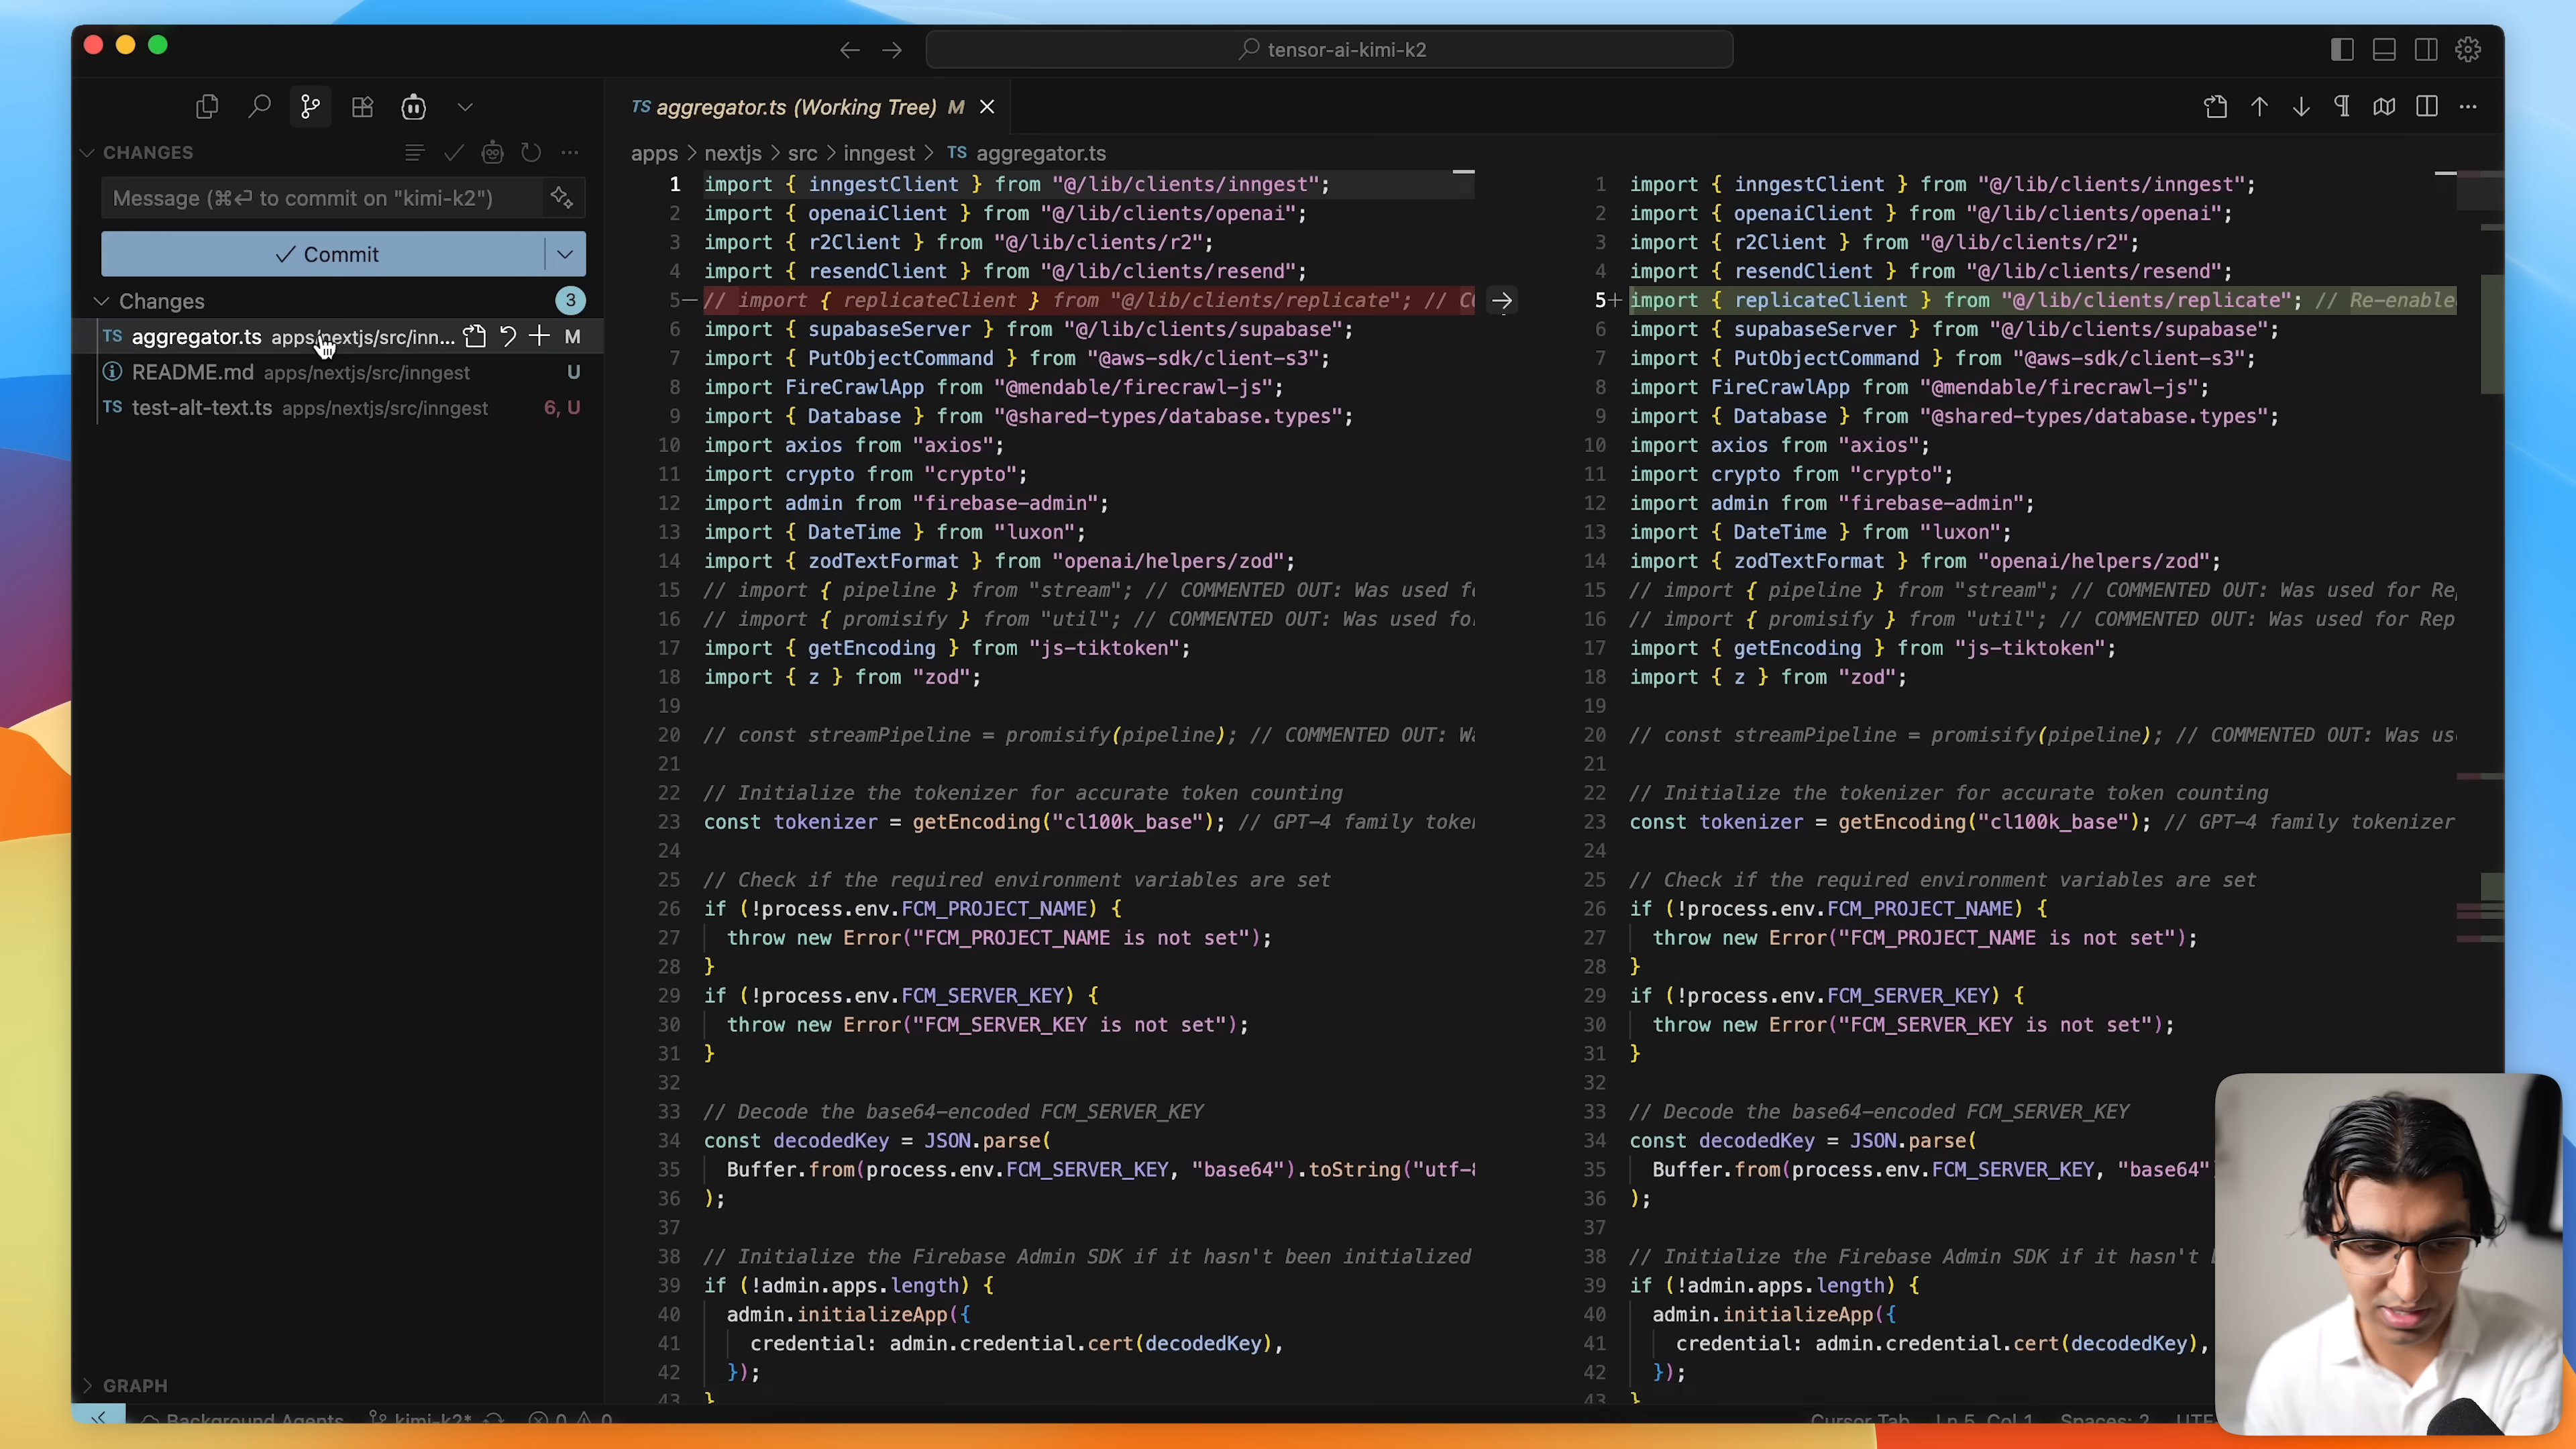 tensor-ai-kimi-k2
CHANGES
Message (⌘⏎ to commit on "kimi-k2")
Commit
Changes 3
TS aggregator.ts apps/nextjs/src/inn... M
README.md apps/nextjs/src/inngest U
TS test-alt-text.ts apps/nextjs/src/inngest 6, U
GRAPH
Background Agents kimi-k2* 0 0
TS aggregator.ts (Working Tree) M
apps > nextjs > src > inngest > TS aggregator.ts
1 import { inngestClient } from "@/lib/clients/inngest";
2 import { openaiClient } from "@/lib/clients/openai";
3 import { r2Client } from "@/lib/clients/r2";
4 import { resendClient } from "@/lib/clients/resend";
5— // import { replicateClient } from "@/lib/clients/replicate"; //
6 import { supabaseServer } from "@/lib/clients/supabase";
7 import { PutObjectCommand } from "@aws-sdk/client-s3";
8 import FireCrawlApp from "@mendable/firecrawl-js";
9 import { Database } from "@shared-types/database.types";
10 import axios from "axios";
11 import crypto from "crypto";
12 import admin from "firebase-admin";
13 import { DateTime } from "luxon";
14 import { zodTextFormat } from "openai/helpers/zod";
15 // import { pipeline } from "stream"; // COMMENTED OUT: Was used
16 // import { promisify } from "util"; // COMMENTED OUT: Was used
17 import { getEncoding } from "js-tiktoken";
18 import { z } from "zod";
19
20 // const streamPipeline = promisify(pipeline); // COMMENTED OUT:
21
22 // Initialize the tokenizer for accurate token counting
23 const tokenizer = getEncoding("cl100k_base"); // GPT-4 family
24
25 // Check if the required environment variables are set
26 if (!process.env.FCM_PROJECT_NAME) {
27 throw new Error("FCM_PROJECT_NAME is not set");
28 }
29 if (!process.env.FCM_SERVER_KEY) {
30 throw new Error("FCM_SERVER_KEY is not set");
31 }
32
33 // Decode the base64-encoded FCM_SERVER_KEY
34 const decodedKey = JSON.parse(
35 Buffer.from(process.env.FCM_SERVER_KEY, "base64").toString("utf-8
36 );
37
38 // Initialize the Firebase Admin SDK if it hasn't been initialized
39 if (!admin.apps.length) {
40 admin.initializeApp({
41 credential: admin.credential.cert(decodedKey),
42 });
43 }
1 import { inngestClient } from "@/lib/clients/inngest";
2 import { openaiClient } from "@/lib/clients/openai";
3 import { r2Client } from "@/lib/clients/r2";
4 import { resendClient } from "@/lib/clients/resend";
5+ import { replicateClient } from "@/lib/clients/replicate"; // Re-enable
6 import { supabaseServer } from "@/lib/clients/supabase";
7 import { PutObjectCommand } from "@aws-sdk/client-s3";
8 import FireCrawlApp from "@mendable/firecrawl-js";
9 import { Database } from "@shared-types/database.types";
10 import axios from "axios";
11 import crypto from "crypto";
12 import admin from "firebase-admin";
13 import { DateTime } from "luxon";
14 import { zodTextFormat } from "openai/helpers/zod";
15 // import { pipeline } from "stream"; // COMMENTED OUT: Was used for
16 // import { promisify } from "util"; // COMMENTED OUT: Was used for Rep
17 import { getEncoding } from "js-tiktoken";
18 import { z } from "zod";
19
20 // const streamPipeline = promisify(pipeline); // COMMENTED OUT: Was
21
22 // Initialize the tokenizer for accurate token counting
23 const tokenizer = getEncoding("cl100k_base"); // GPT-4 family tokenizer
24
25 // Check if the required environment variables are set
26 if (!process.env.FCM_PROJECT_NAME) {
27 throw new Error("FCM_PROJECT_NAME is not set");
28 }
29 if (!process.env.FCM_SERVER_KEY) {
30 throw new Error("FCM_SERVER_KEY is not set");
31 }
32
33 // Decode the base64-encoded FCM_SERVER_KEY
34 const decodedKey = JSON.parse(
35 Buffer.from(process.env.FCM_SERVER_KEY, "base64"
36 );
37
38 // Initialize the Firebase Admin SDK if it hasn't
39 if (!admin.apps.length) {
40 admin.initializeApp({
41 credential: admin.credential.cert(decodedKey),
42 });
43 }
Cursor Tab Ln 5, Col 1 Spaces: 2